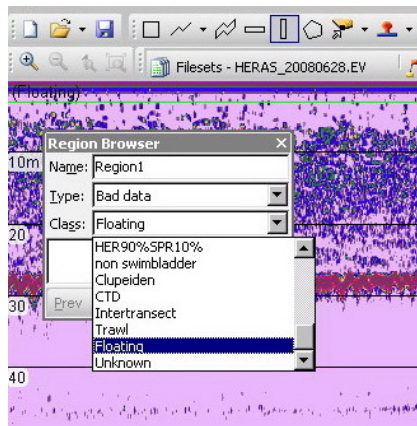 Filesets - HERAS_20080628.EV
(Floating)
Region Browser
10m
Name: Region1
Type: Bad data
20
Class: Floating
HER90%SPR10%
non swimbladder
Clupeiden
CTD
Intertransect
30
Prev
Trawl
Floating
Unknown
40